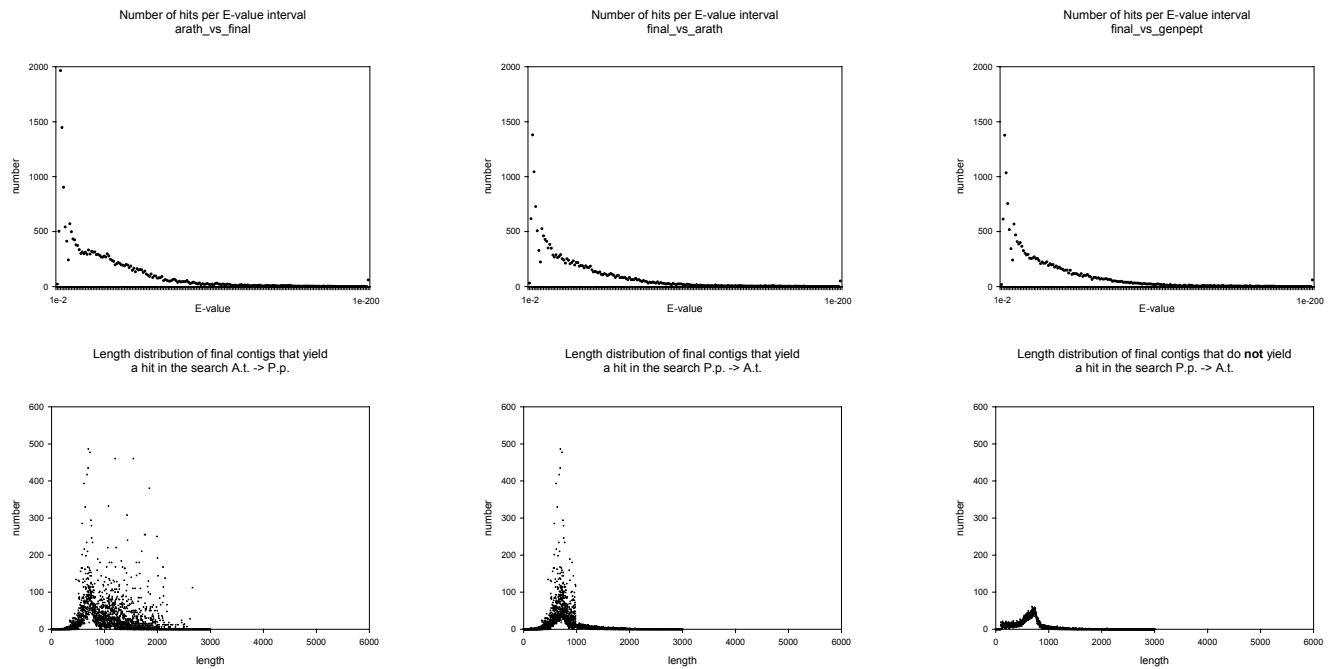 Number of hits per E-value interval
arath_vs_final
2000
1500
1000
500
0
number
1e-2
1e-200
E-value
Number of hits per E-value interval
final_vs_arath
2000
1500
1000
500
0
number
1e-2
1e-200
E-value
Number of hits per E-value interval
final_vs_genpept
2000
1500
1000
500
0
number
1e-2
1e-200
E-value
Length distribution of final contigs that yield
a hit in the search A.t. -> P.p.
600
500
400
300
200
100
0
number
0 1000 2000 3000 4000 5000 6000
length
Length distribution of final contigs that yield
a hit in the search P.p. -> A.t.
600
500
400
300
200
100
0
number
0 1000 2000 3000 4000 5000 6000
length
Length distribution of final contigs that do not yield
a hit in the search P.p. -> A.t.
600
500
400
300
200
100
0
number
0 1000 2000 3000 4000 5000 6000
length